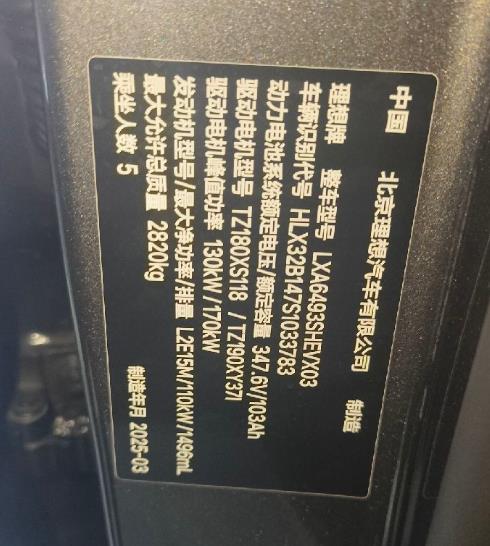 中国 北京理想汽车有限公司 制造
理想牌 整车型号 LXA6493SHEVX03
车辆识别代号 HLX32B147S1033783
动力电池系统额定电压/额定容量 347.6V/103Ah
驱动电机型号 TZ180XS118 / TZ190XY37I
驱动电机峰值功率 130kW / 170kW
发动机型号/最大净功率/排量 L2E15M/110kW/1496mL
最大允许总质量 2820kg
乘坐人数 5
制造年月 2025-03